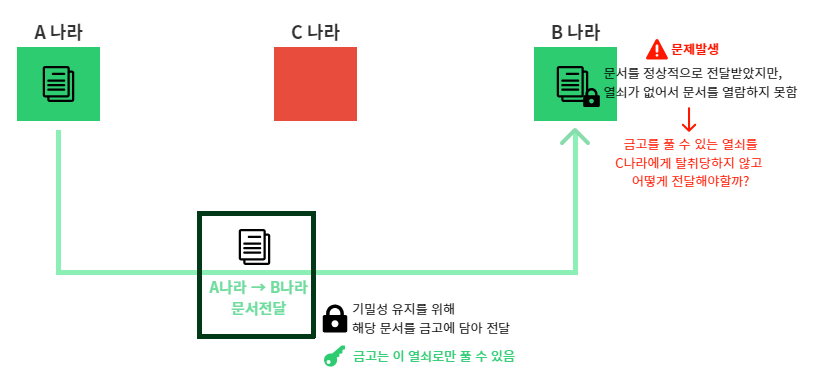 A 나라
C 나라
B 나라
문제발생
문서를 정상적으로 전달받았지만,
열쇠가 없어서 문서를 열람하지 못함
금고를 풀 수 있는 열쇠를
C나라에게 탈취당하지 않고
어떻게 전달해야할까?
A나라 → B나라
문서전달
기밀성 유지를 위해
해당 문서를 금고에 담아 전달
금고는 이 열쇠로만 풀 수 있음